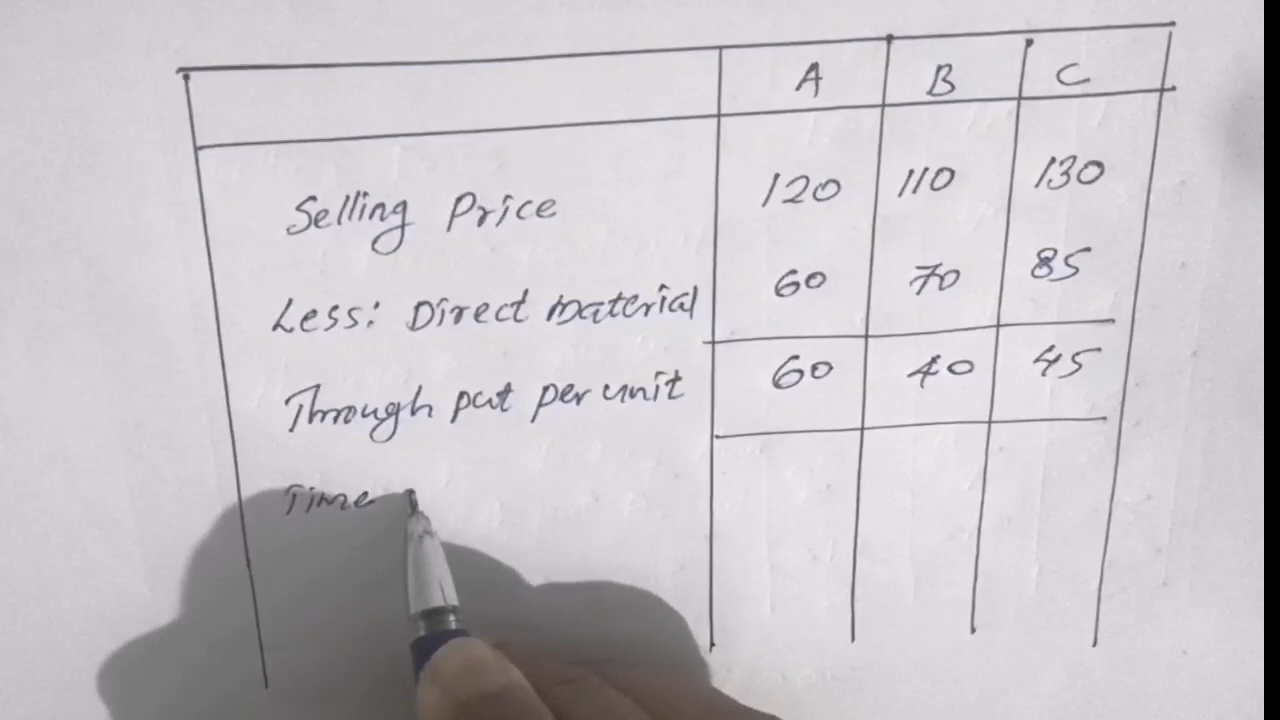 A B C
Selling Price 120 110 130
Less: Direct material 60 70 85
Through put per unit 60 40 45
Time